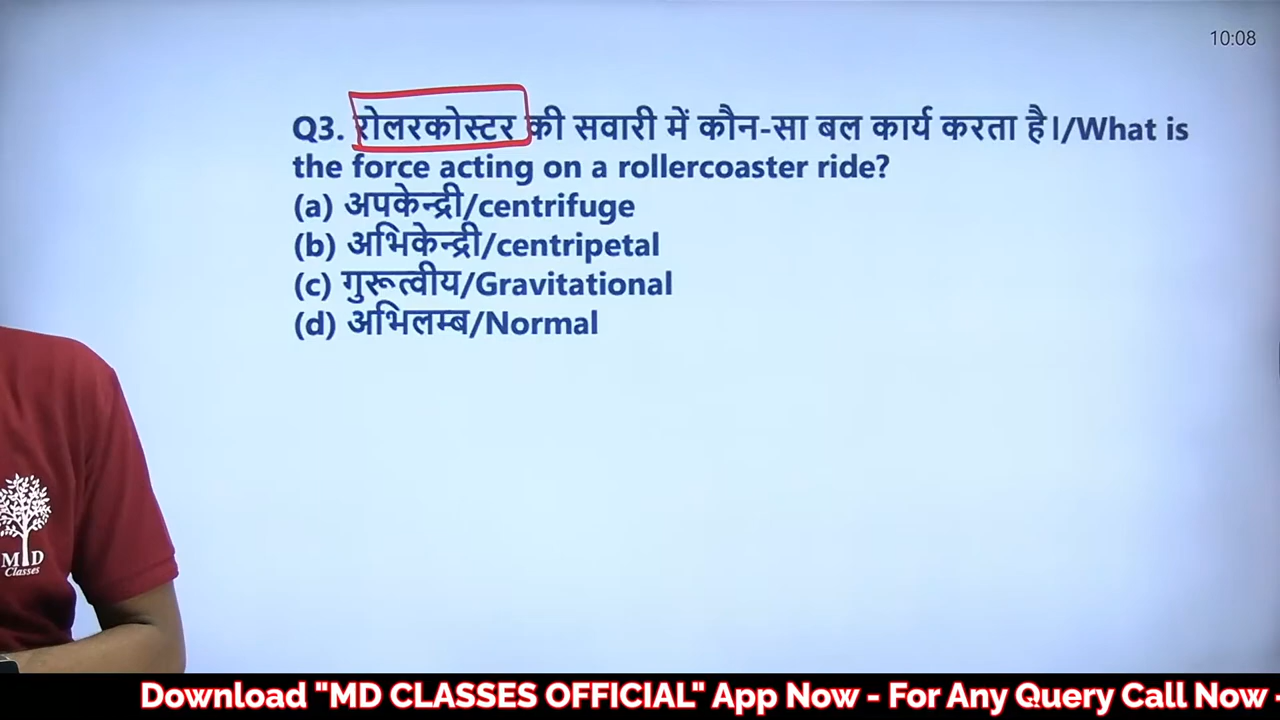 10:08
Q3. रोलरकोस्टर की सवारी में कौन-सा बल कार्य करता है।/What is
the force acting on a rollercoaster ride?
(a) अपकेन्द्री/centrifuge
(b) अभिकेन्द्री/centripetal
(c) गुरूत्वीय/Gravitational
(d) अभिलम्ब/Normal
MD
Classes
Download "MD CLASSES OFFICIAL" App Now - For Any Query Call Now -